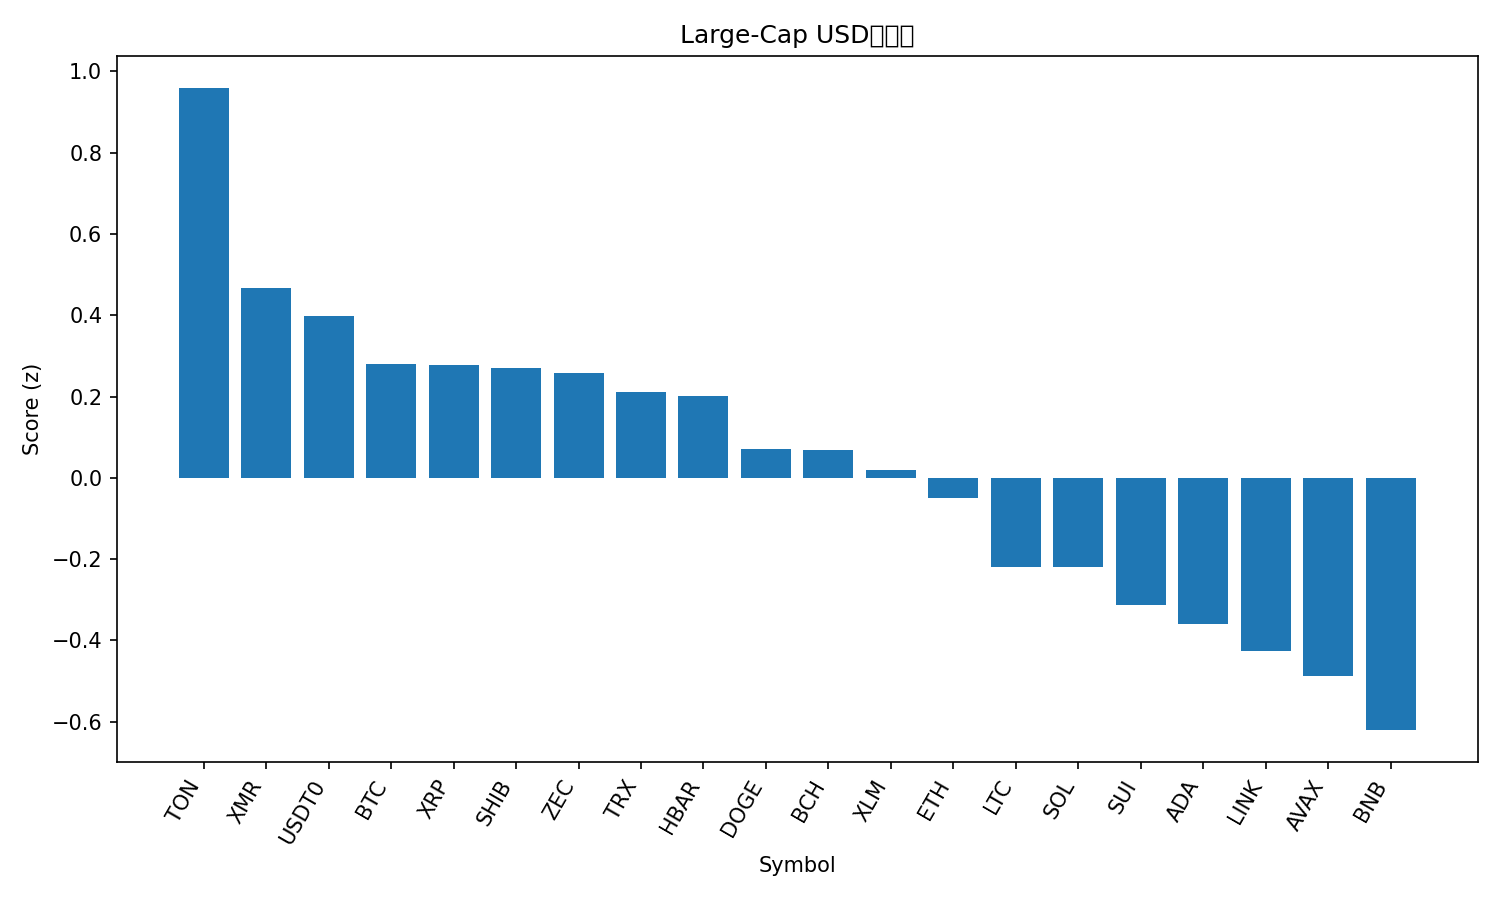 Large-Cap USD
1.0
0.8
0.6
0.4
0.2
0.0
−0.2
−0.4
−0.6
Score (z)
TON
XMR
USDT0
BTC
XRP
SHIB
ZEC
TRX
HBAR
DOGE
BCH
XLM
ETH
LTC
SOL
SUI
ADA
LINK
AVAX
BNB
Symbol